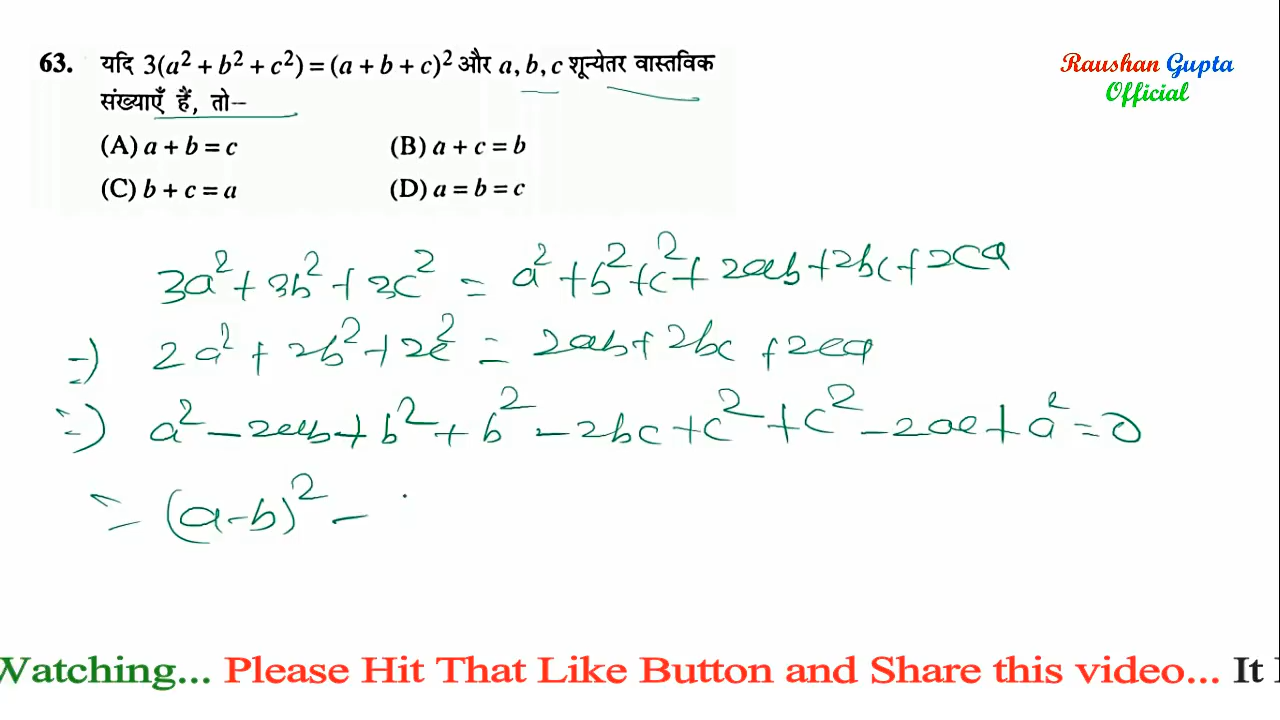 63. यदि 3(a² + b² + c²) = (a + b + c)² और a, b, c शून्येतर वास्तविक
संख्याएँ हैं, तो–
(A) a + b = c (B) a + c = b
(C) b + c = a (D) a = b = c
Raushan Gupta
Official
3a² + 3b² + 3c² = a² + b² + c² + 2ab + 2bc + 2ca
⇒) 2a² + 2b² + 2c² = 2ab + 2bc + 2ca
⇒) a² - 2ab + b² + b² - 2bc + c² + c² - 2ac + a² = 0
⇒ (a-b)² -
Watching... Please Hit That Like Button and Share this video... It